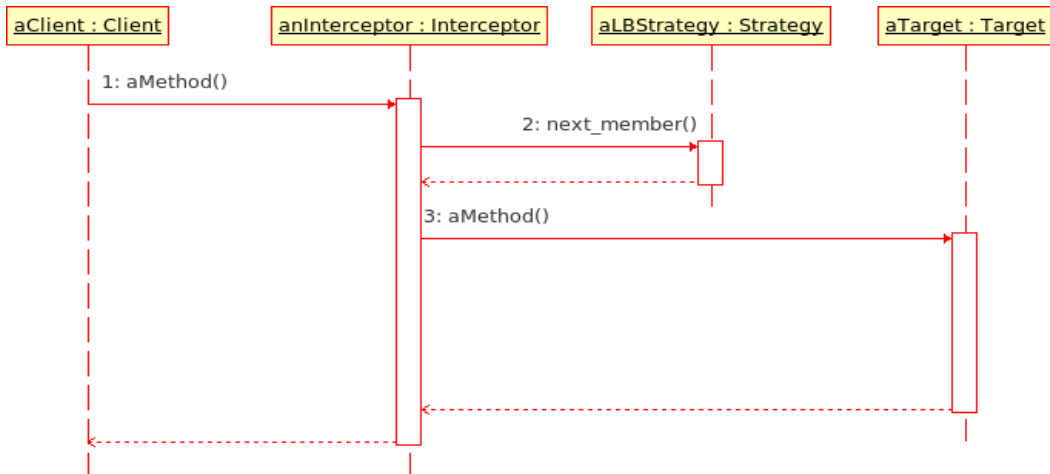 aClient : Client
anInterceptor : Interceptor
aLBStrategy : Strategy
aTarget : Target
1: aMethod()
2: next_member()
3: aMethod()